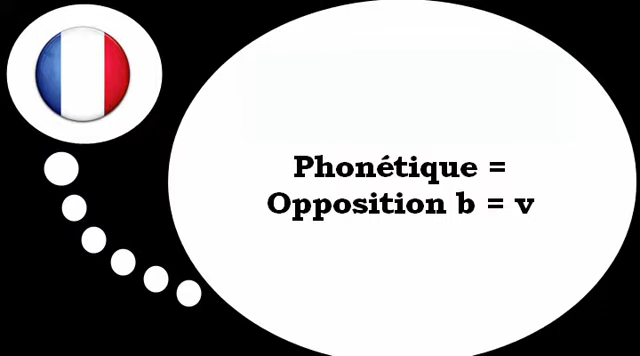 Phonétique =
Opposition b = v